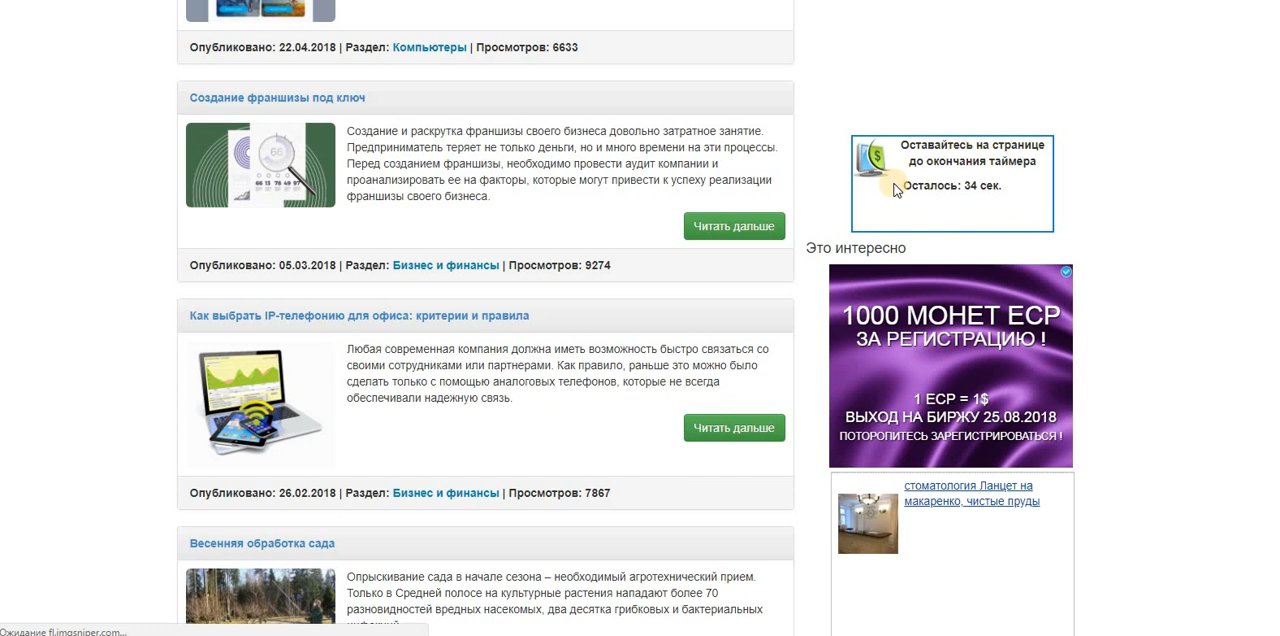 Опубликовано: 22.04.2018 | Раздел: Компьютеры | Просмотров: 6633
Создание франшизы под ключ
Создание и раскрутка франшизы своего бизнеса довольно затратное занятие.
Предприниматель теряет не только деньги, но и много времени на эти процессы.
Перед созданием франшизы, необходимо провести аудит компании и
проанализировать ее на факторы, которые могут привести к успеху реализации
франшизы своего бизнеса.
Читать дальше
Опубликовано: 05.03.2018 | Раздел: Бизнес и финансы | Просмотров: 9274
Как выбрать IP-телефонию для офиса: критерии и правила
Любая современная компания должна иметь возможность быстро связаться со
своими сотрудниками или партнерами. Как правило, раньше это можно было
сделать только с помощью аналоговых телефонов, которые не всегда
обеспечивали надежную связь.
Читать дальше
Опубликовано: 26.02.2018 | Раздел: Бизнес и финансы | Просмотров: 7867
Весенняя обработка сада
Опрыскивание сада в начале сезона – необходимый агротехнический прием.
Только в Средней полосе на культурные растения нападают более 70
разновидностей вредных насекомых, два десятка грибковых и бактериальных
Оставайтесь на странице
до окончания таймера
Осталось: 34 сек.
Это интересно
1000 МОНЕТ ECP
ЗА РЕГИСТРАЦИЮ !
1 ECP = 1$
ВЫХОД НА БИРЖУ 25.08.2018
ПОТОРОПИТЕСЬ ЗАРЕГИСТРИРОВАТЬСЯ !
стоматология Ланцет на
макаренко, чистые пруды
Ожидание fl.imgsniper.com...